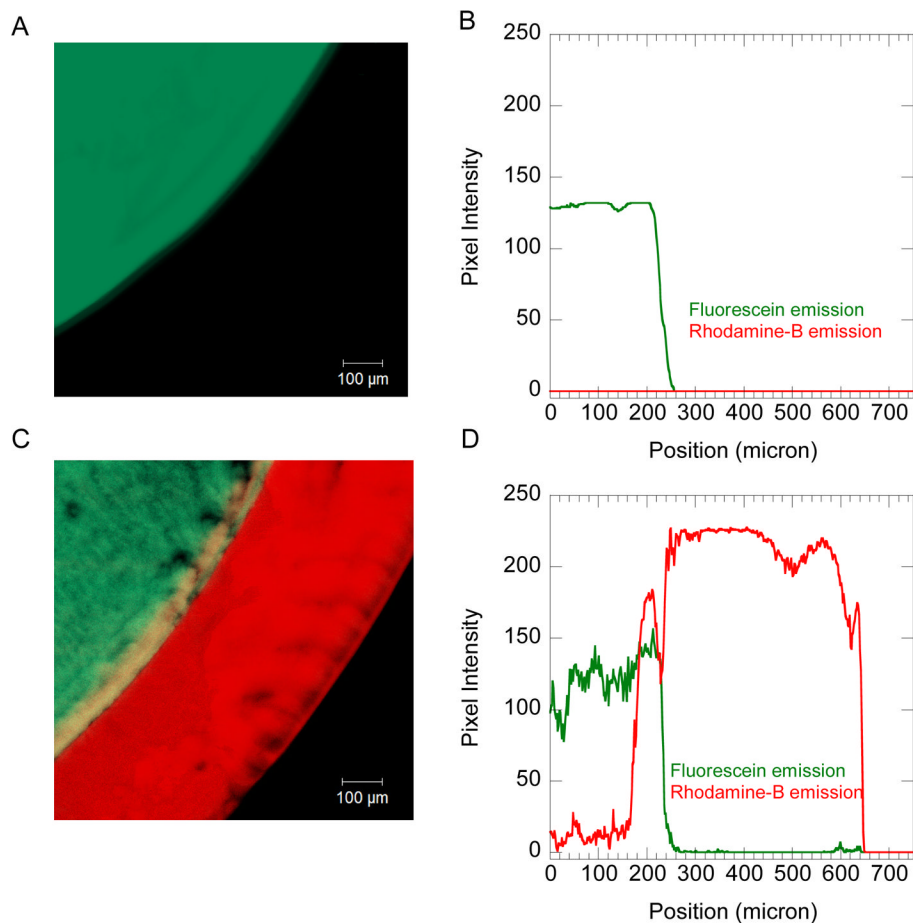 A
100 µm
B
250
200
150
100
50
0
Pixel Intensity
Fluorescein emission
Rhodamine-B emission
0 100 200 300 400 500 600 700
Position (micron)
C
100 µm
D
250
200
150
100
50
0
Pixel Intensity
Fluorescein emission
Rhodamine-B emission
0 100 200 300 400 500 600 700
Position (micron)